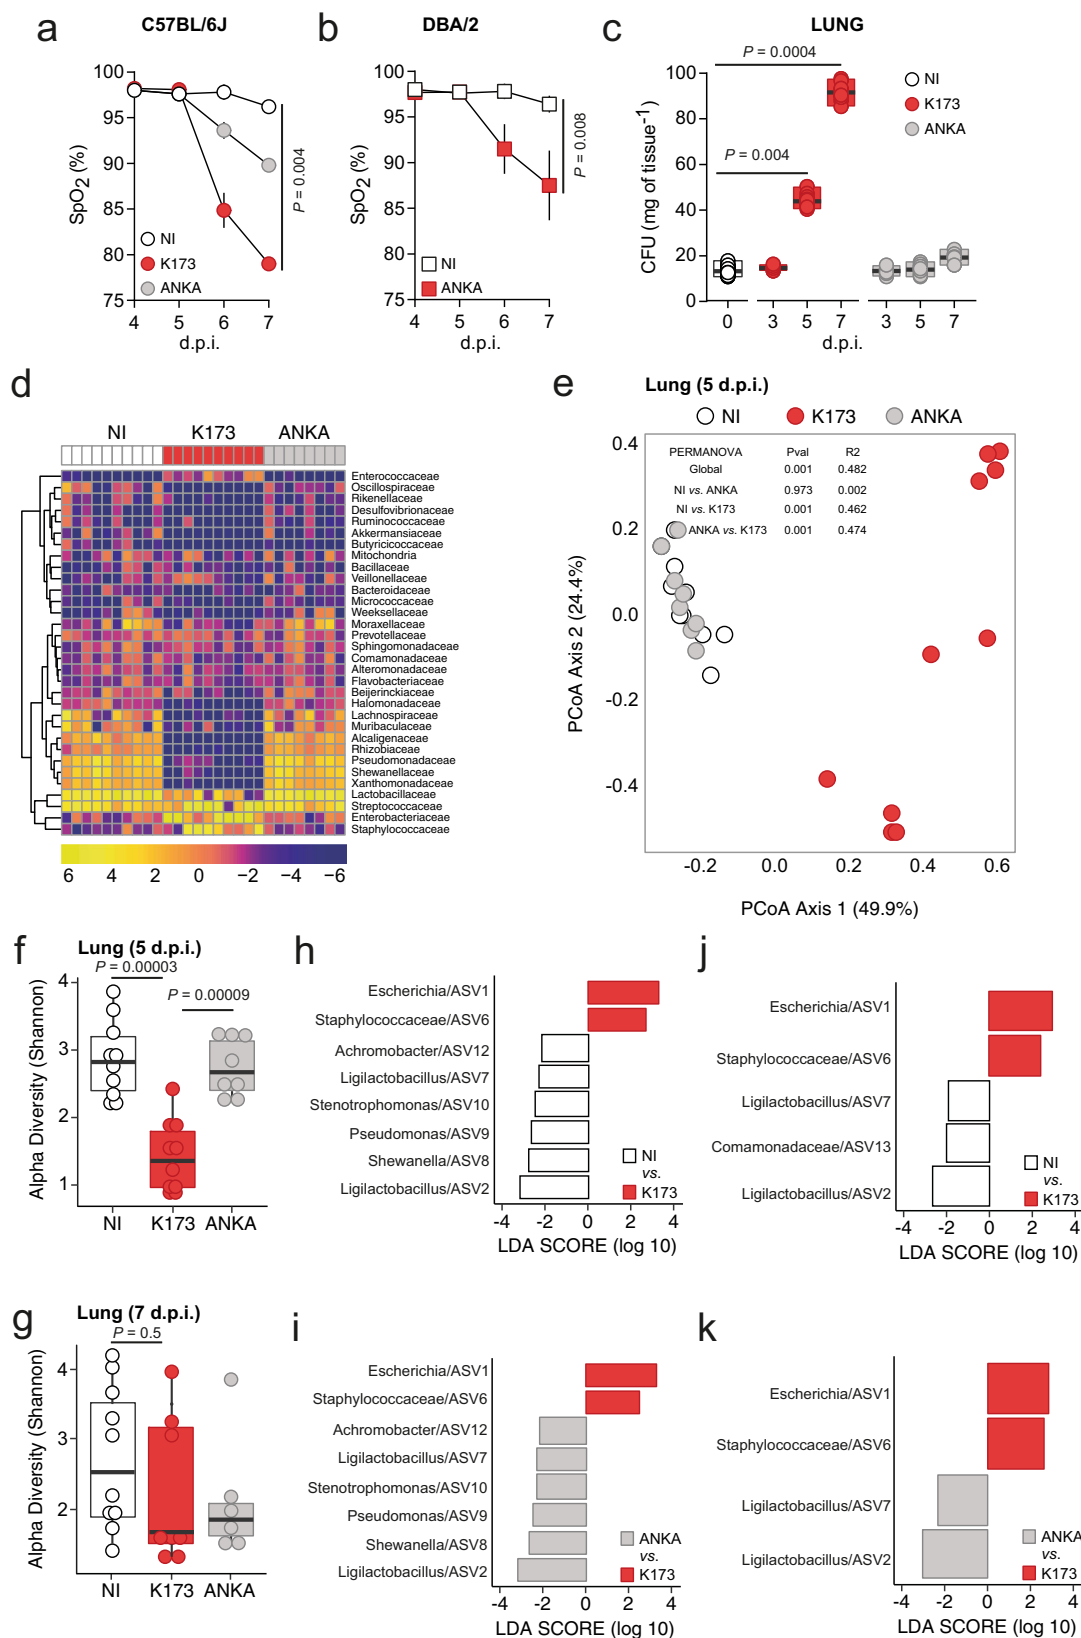 a
C57BL/6J
100
95
90
85
80
75
SpO2 (%)
NI
K173
ANKA
P = 0.004
4 5 6 7
d.p.i.
b
DBA/2
100
95
90
85
80
75
SpO2 (%)
NI
ANKA
P = 0.008
4 5 6 7
d.p.i.
c
LUNG
P = 0.0004
P = 0.004
NI
K173
ANKA
100
80
60
40
20
0
CFU (mg of tissue−1)
0 3 5 7 3 5 7
d.p.i.
d
NI K173 ANKA
Enterococcaceae
Oscillospiraceae
Rikenellaceae
Desulfovibrionaceae
Ruminococcaceae
Akkermansiaceae
Butyricicoccaceae
Mitochondria
Bacillaceae
Veillonellaceae
Bacteroidaceae
Micrococcaceae
Weeksellaceae
Moraxellaceae
Prevotellaceae
Sphingomonadaceae
Comamonadaceae
Alteromonadaceae
Flavobacteriaceae
Beijerinckiaceae
Halomonadaceae
Lachnospiraceae
Muribaculaceae
Alcaligenaceae
Rhizobiaceae
Pseudomonadaceae
Shewanellaceae
Xanthomonadaceae
Lactobacillaceae
Streptococcaceae
Enterobacteriaceae
Staphylococcaceae
6 4 2 0 −2 −4 −6
e
Lung (5 d.p.i.)
NI K173 ANKA
PERMANOVA Pval R2
Global 0.001 0.482
NI vs. ANKA 0.973 0.002
NI vs. K173 0.001 0.462
ANKA vs. K173 0.001 0.474
0.4
0.2
0.0
-0.2
-0.4
PCoA Axis 2 (24.4%)
-0.2 0.0 0.2 0.4 0.6
PCoA Axis 1 (49.9%)
f
Lung (5 d.p.i.)
P = 0.00003
P = 0.00009
4
3
2
1
Alpha Diversity (Shannon)
NI K173 ANKA
g
Lung (7 d.p.i.)
P = 0.5
4
3
2
Alpha Diversity (Shannon)
NI K173 ANKA
h
Escherichia/ASV1
Staphylococcaceae/ASV6
Achromobacter/ASV12
Ligilactobacillus/ASV7
Stenotrophomonas/ASV10
Pseudomonas/ASV9
Shewanella/ASV8
Ligilactobacillus/ASV2
NI
vs.
K173
-4 -2 0 2 4
LDA SCORE (log 10)
i
Escherichia/ASV1
Staphylococcaceae/ASV6
Achromobacter/ASV12
Ligilactobacillus/ASV7
Stenotrophomonas/ASV10
Pseudomonas/ASV9
Shewanella/ASV8
Ligilactobacillus/ASV2
ANKA
vs.
K173
-4 -2 0 2 4
LDA SCORE (log 10)
j
Escherichia/ASV1
Staphylococcaceae/ASV6
Ligilactobacillus/ASV7
Comamonadaceae/ASV13
Ligilactobacillus/ASV2
NI
vs.
K173
-4 -2 0 2 4
LDA SCORE (log 10)
k
Escherichia/ASV1
Staphylococcaceae/ASV6
Ligilactobacillus/ASV7
Ligilactobacillus/ASV2
ANKA
vs.
K173
-4 -2 0 2 4
LDA SCORE (log 10)